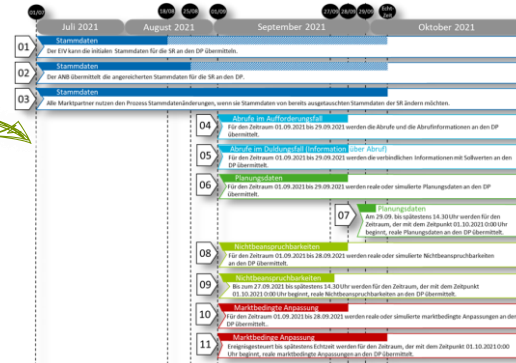 01/07
18/08
25/08
01/09
27/09
28/09
29/09
Echt-
Zeit
Juli 2021
August 2021
September 2021
Oktober 2021
01
Stammdaten
Der EIV kann die initialen Stammdaten für die SR an den DP übermitteln.
02
Stammdaten
Der ANB übermittelt die angereicherten Stammdaten für die SR an den DP.
03
Stammdaten
Alle Marktpartner nutzen den Prozess Stammdatenänderungen, wenn sie Stammdaten von bereits ausgetauschten Stammdaten der SR ändern möchten.
04
Abrufe im Aufforderungsfall
Für den Zeitraum 01.09.2021 bis 29.09.2021 werden die Abrufe und die Abrufinformationen an den DP
übermittelt.
05
Abrufe im Duldungsfall (Information über Abruf)
Für den Zeitraum 01.09.2021 bis 29.09.2021 werden die verbindlichen Informationen mit Sollwerten an den
DP übermittelt.
06
Planungsdaten
Für den Zeitraum 01.09.2021 bis 29.09.2021 werden reale oder simulierte Planungsdaten an den DP
übermittelt.
07
Planungsdaten
Am 29.09. bis spätestens 14.30 Uhr werden für den
Zeitraum, der mit dem Zeitpunkt 01.10.2021 0:00 Uhr
beginnt, reale Planungsdaten an den DP übermittelt.
08
Nichtbeanspruchbarkeiten
Für den Zeitraum 01.09.2021 bis 28.09.2021 werden reale oder simulierte Nichtbeanspruchbarkeiten
an den DP übermittelt.
09
Nichtbeanspruchbarkeiten
Bis zum 27.09.2021 bis spätestens 14:30 Uhr werden für den Zeitraum, der mit dem Zeitpunkt
01.10.2021 0:00 Uhr beginnt, reale Nichtbeanspruchbarkeiten an den DP übermittelt.
10
Marktbedingte Anpassung
Für den Zeitraum 01.09.2021 bis 28.09.2021 werden reale oder simulierte marktbedingte Anpassungen an den
DP übermittelt..
11
Marktbedingte Anpassung
Ereignisgesteuert bis spätestens Echtzeit werden für den Zeitraum, der mit dem Zeitpunkt 01.10.2021 0:00
Uhr beginnt, reale marktbedingte Anpassungen an den DP übermittelt.